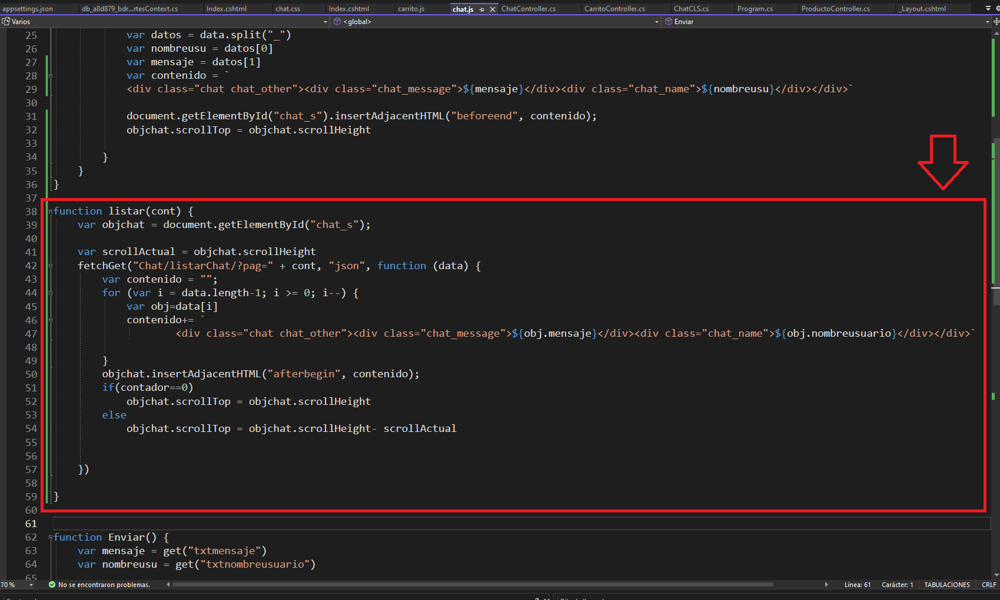 appsettings.json db_a8d879_bdr...rtesContext.cs Index.cshtml chat.css Index.cshtml carrito.js chat.js ChatController.cs CarritoController.cs ChatCLS.cs Program.cs ProductoController.cs _Layout.cshtml
Varios <global> Enviar
25 var datos = data.split("_")
26 var nombreusu = datos[0]
27 var mensaje = datos[1]
28 var contenido = `
29 <div class="chat chat_other"><div class="chat_message">${mensaje}</div><div class="chat_name">${nombreusu}</div></div>`
30
31 document.getElementById("chat_s").insertAdjacentHTML("beforeend", contenido);
32 objchat.scrollTop = objchat.scrollHeight
33
34 }
35 }
36 }
37
38 function listar(cont) {
39 var objchat = document.getElementById("chat_s");
40
41 var scrollActual = objchat.scrollHeight
42 fetchGet("Chat/listarChat/?pag=" + cont, "json", function (data) {
43 var contenido = "";
44 for (var i = data.length-1; i >= 0; i--) {
45 var obj=data[i]
46 contenido+= `
47 <div class="chat chat_other"><div class="chat_message">${obj.mensaje}</div><div class="chat_name">${obj.nombreusuario}</div></div>`
48
49 }
50 objchat.insertAdjacentHTML("afterbegin", contenido);
51 if(contador==0)
52 objchat.scrollTop = objchat.scrollHeight
53 else
54 objchat.scrollTop = objchat.scrollHeight- scrollActual
55
56
57 })
58
59 }
60
61
62 function Enviar() {
63 var mensaje = get("txtmensaje")
64 var nombreusu = get("txtnombreusuario")
65
70 % No se encontraron problemas. Línea: 61 Carácter: 1 TABULACIONES CRLF